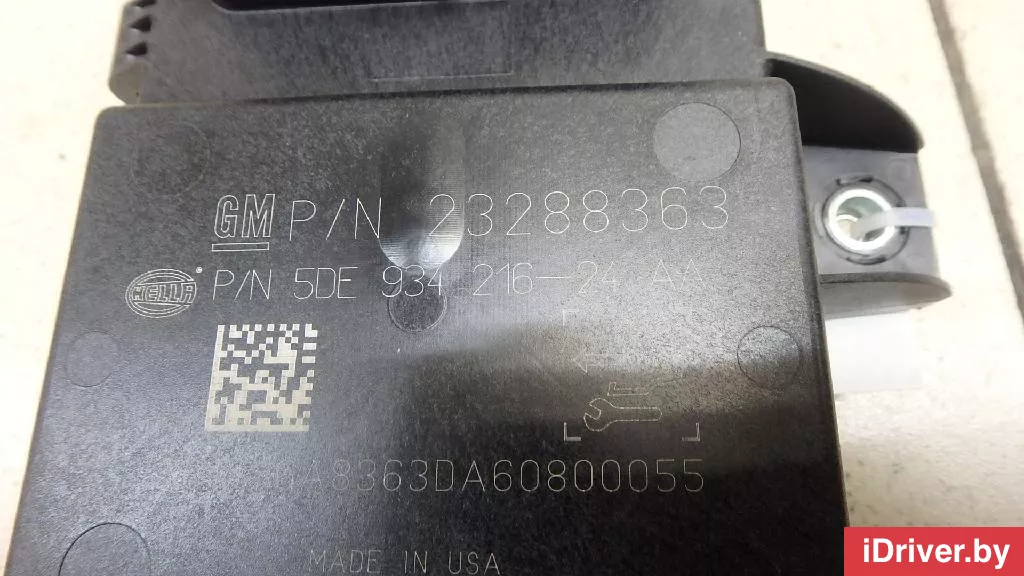 GM P/N 23288363
HELLA ® P/N 5DE 934 216-24 AA
A8363DA60800055
MADE IN USA
iDriver.by